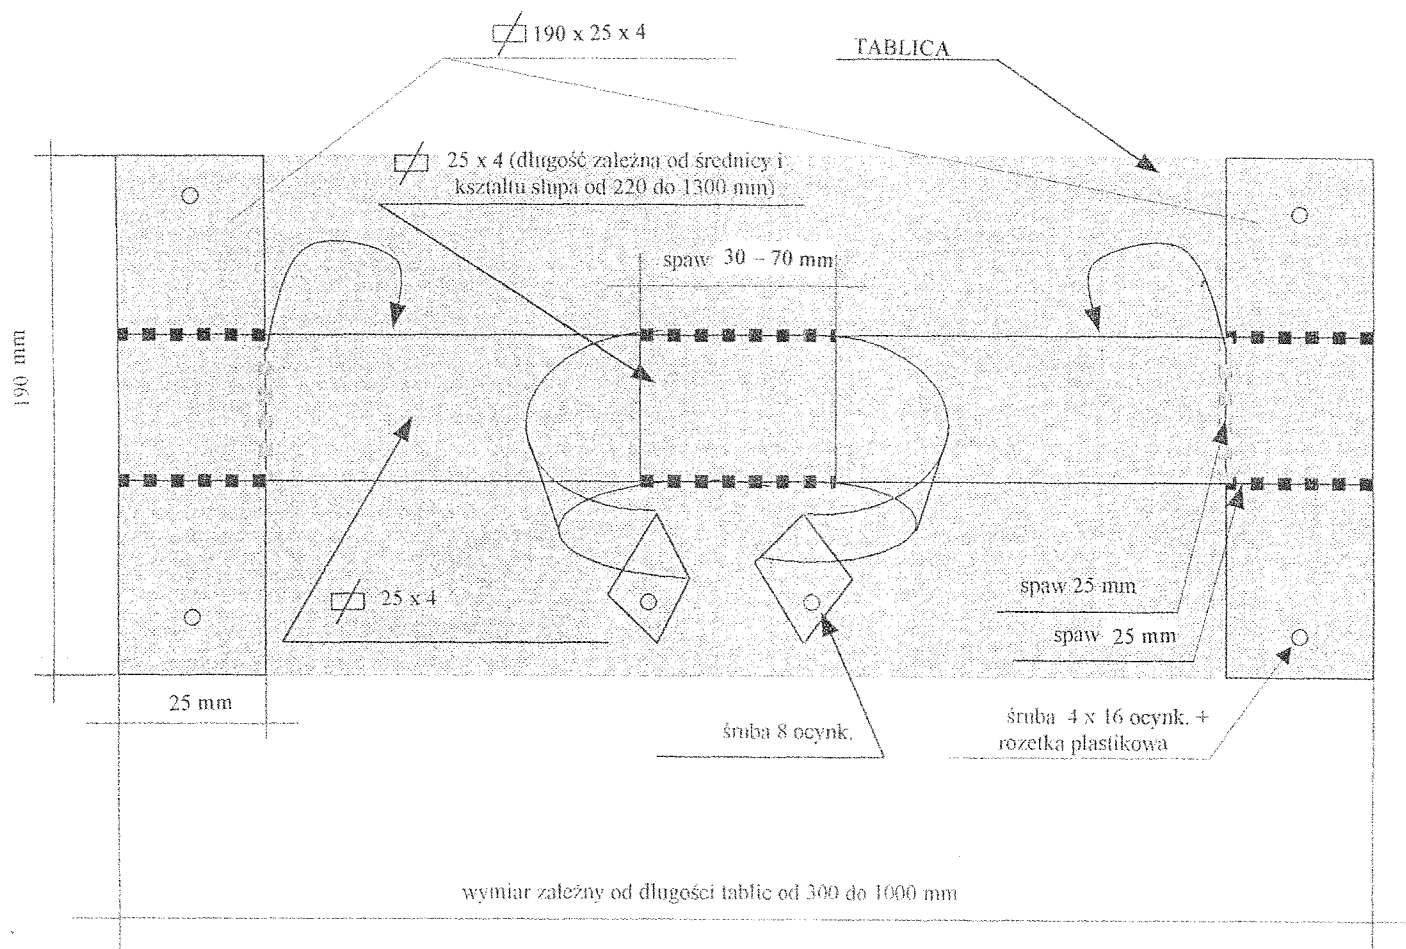 190 x 25 x 4
TABLICA
25 x 4 (długość zależna od średnicy i
kształtu słupa od 220 do 1300 mm)
spaw 30 – 70 mm
190 mm
25 x 4
spaw 25 mm
spaw 25 mm
25 mm
śruba 8 ocynk.
śruba 4 x 16 ocynk. +
rozetka plastikowa
wymiar zależny od długości tablic od 300 do 1000 mm